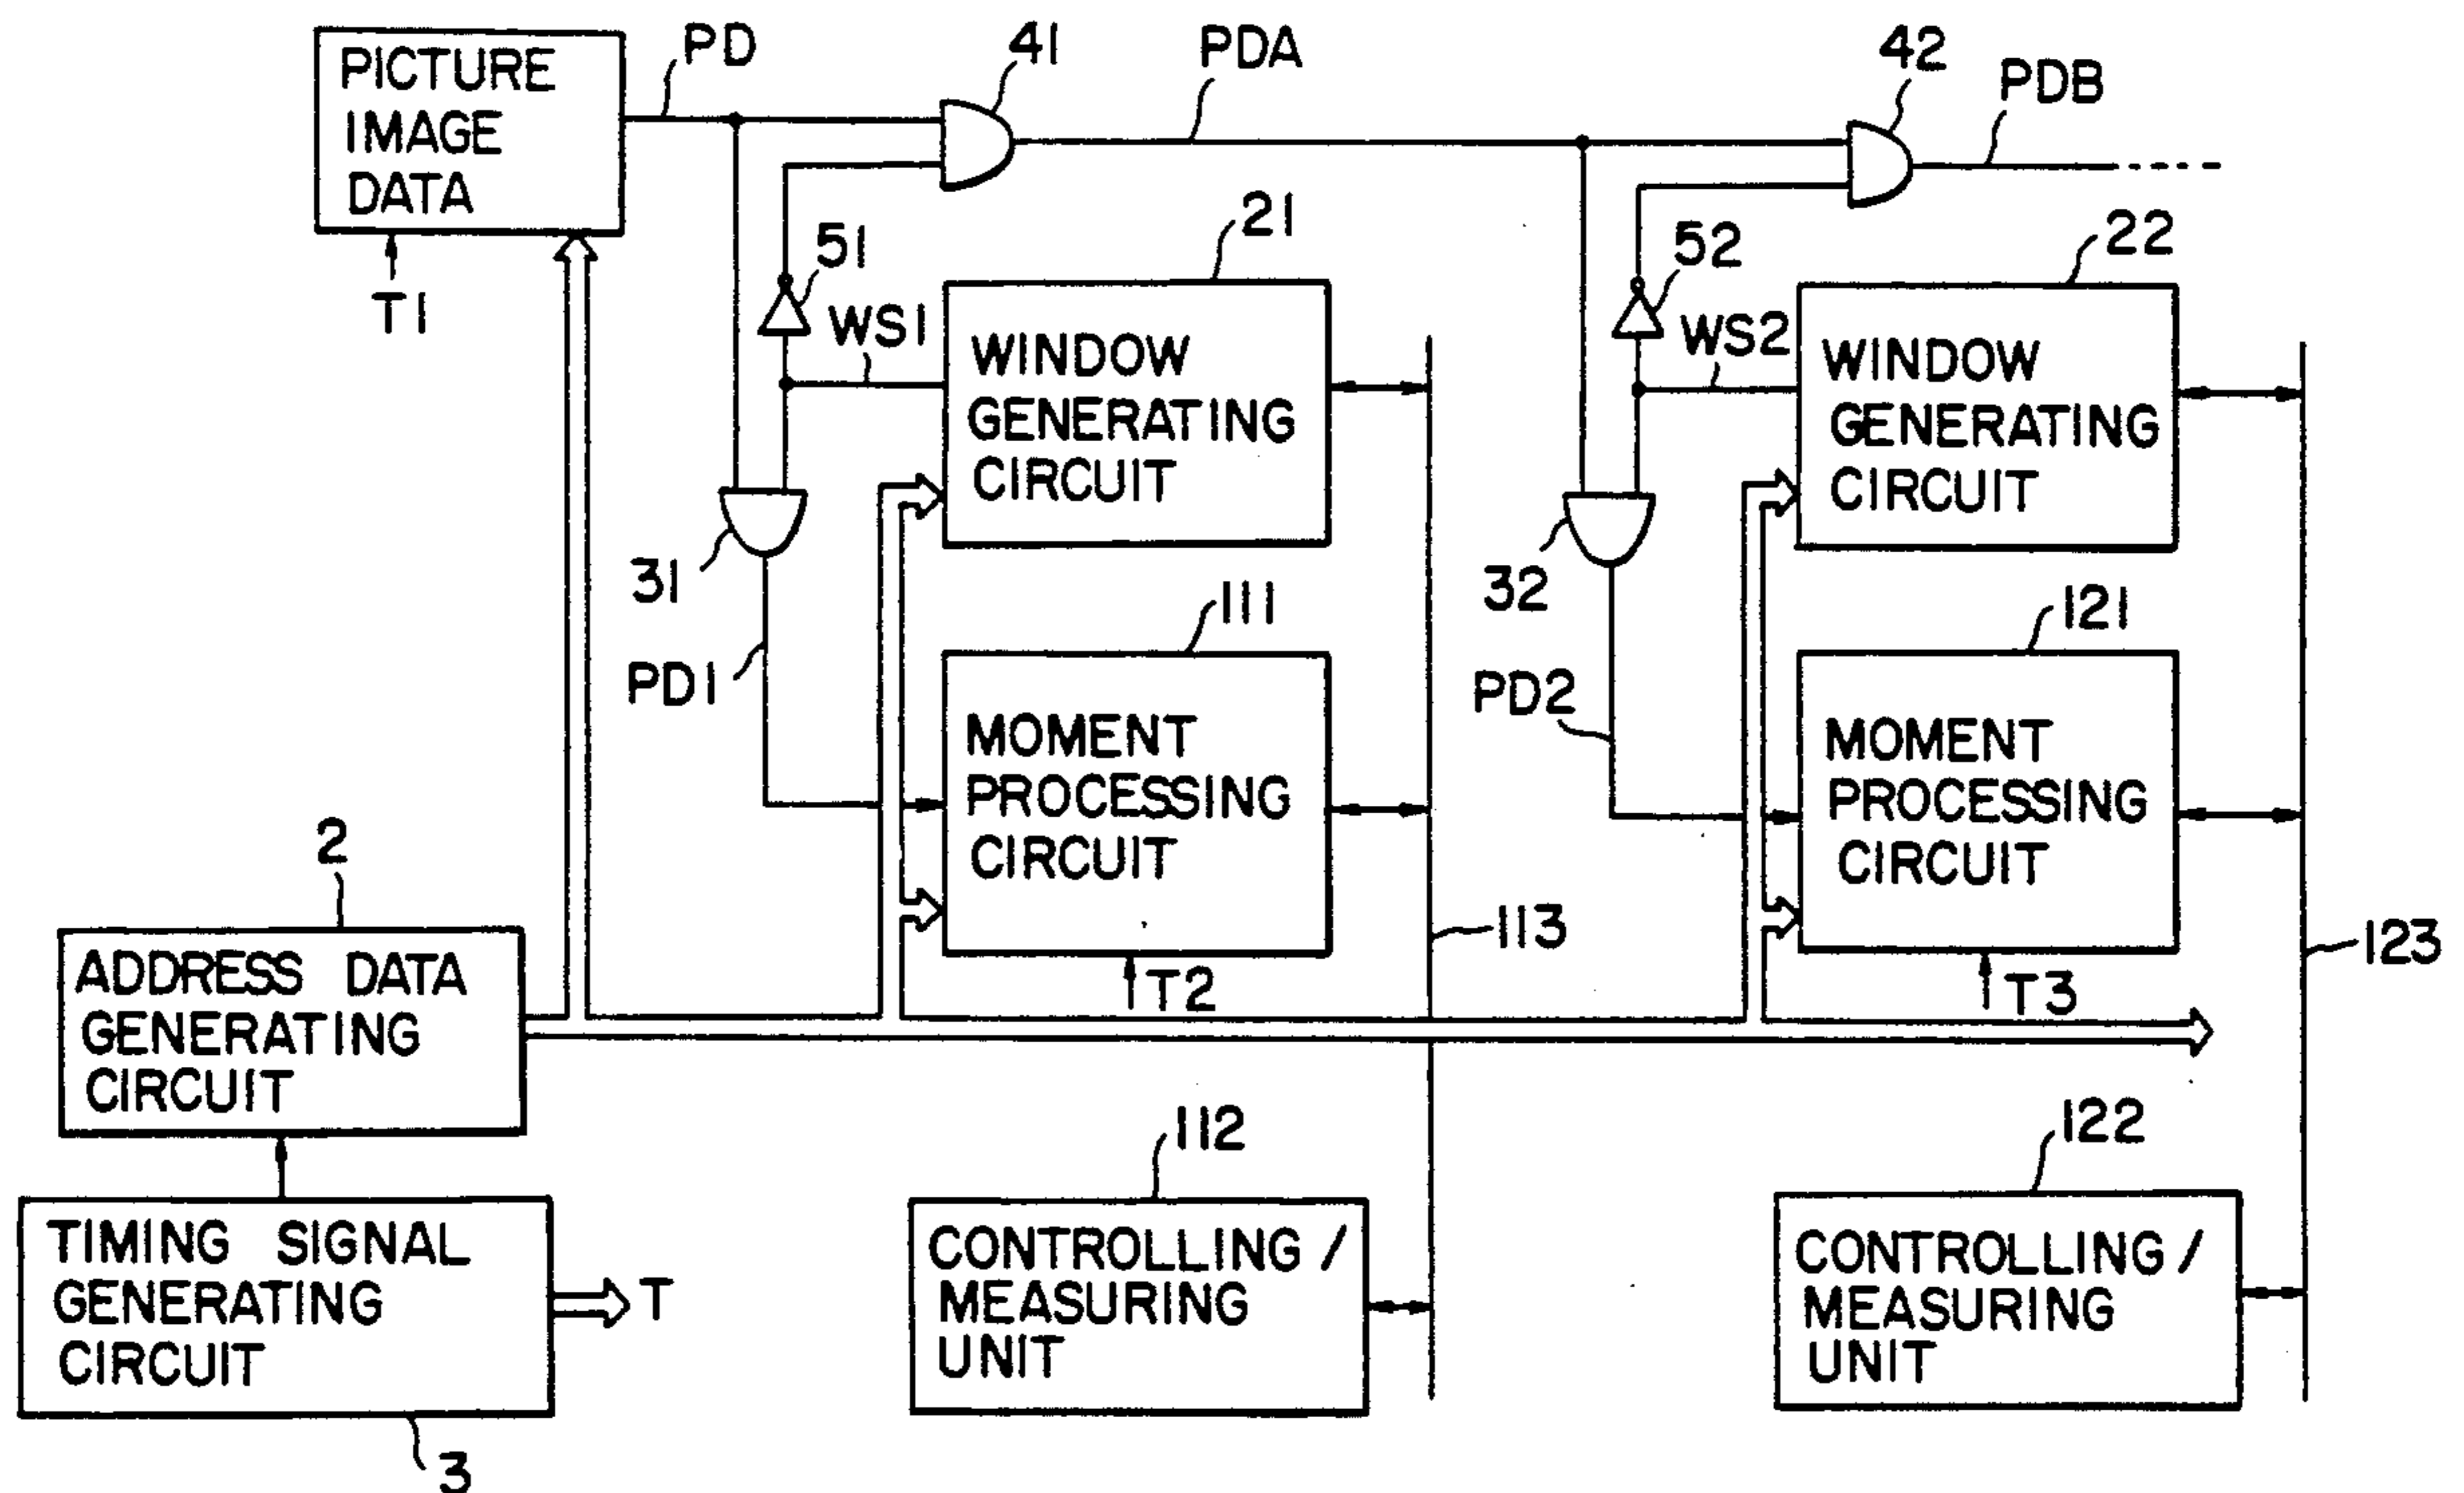 PD
41
PDA
42
PDB
PICTURE
IMAGE
DATA
T1
51
WS1
21
WINDOW
GENERATING
CIRCUIT
52
WS2
22
WINDOW
GENERATING
CIRCUIT
31
PD1
111
MOMENT
PROCESSING
CIRCUIT
T2
113
32
PD2
121
MOMENT
PROCESSING
CIRCUIT
T3
123
2
ADDRESS DATA
GENERATING
CIRCUIT
TIMING SIGNAL
GENERATING
CIRCUIT
T
3
112
CONTROLLING/
MEASURING
UNIT
122
CONTROLLING/
MEASURING
UNIT